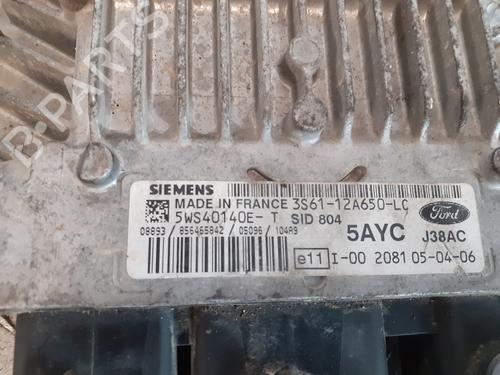 B-PARTS
SIEMENS
MADE IN FRANCE 3S61-12A650-LC
5WS40140E-T SID 804
08893 / 856465842 / 05096 / 104A9
Ford
5AYC J38AC
e11 I-00 2081 05-04-06